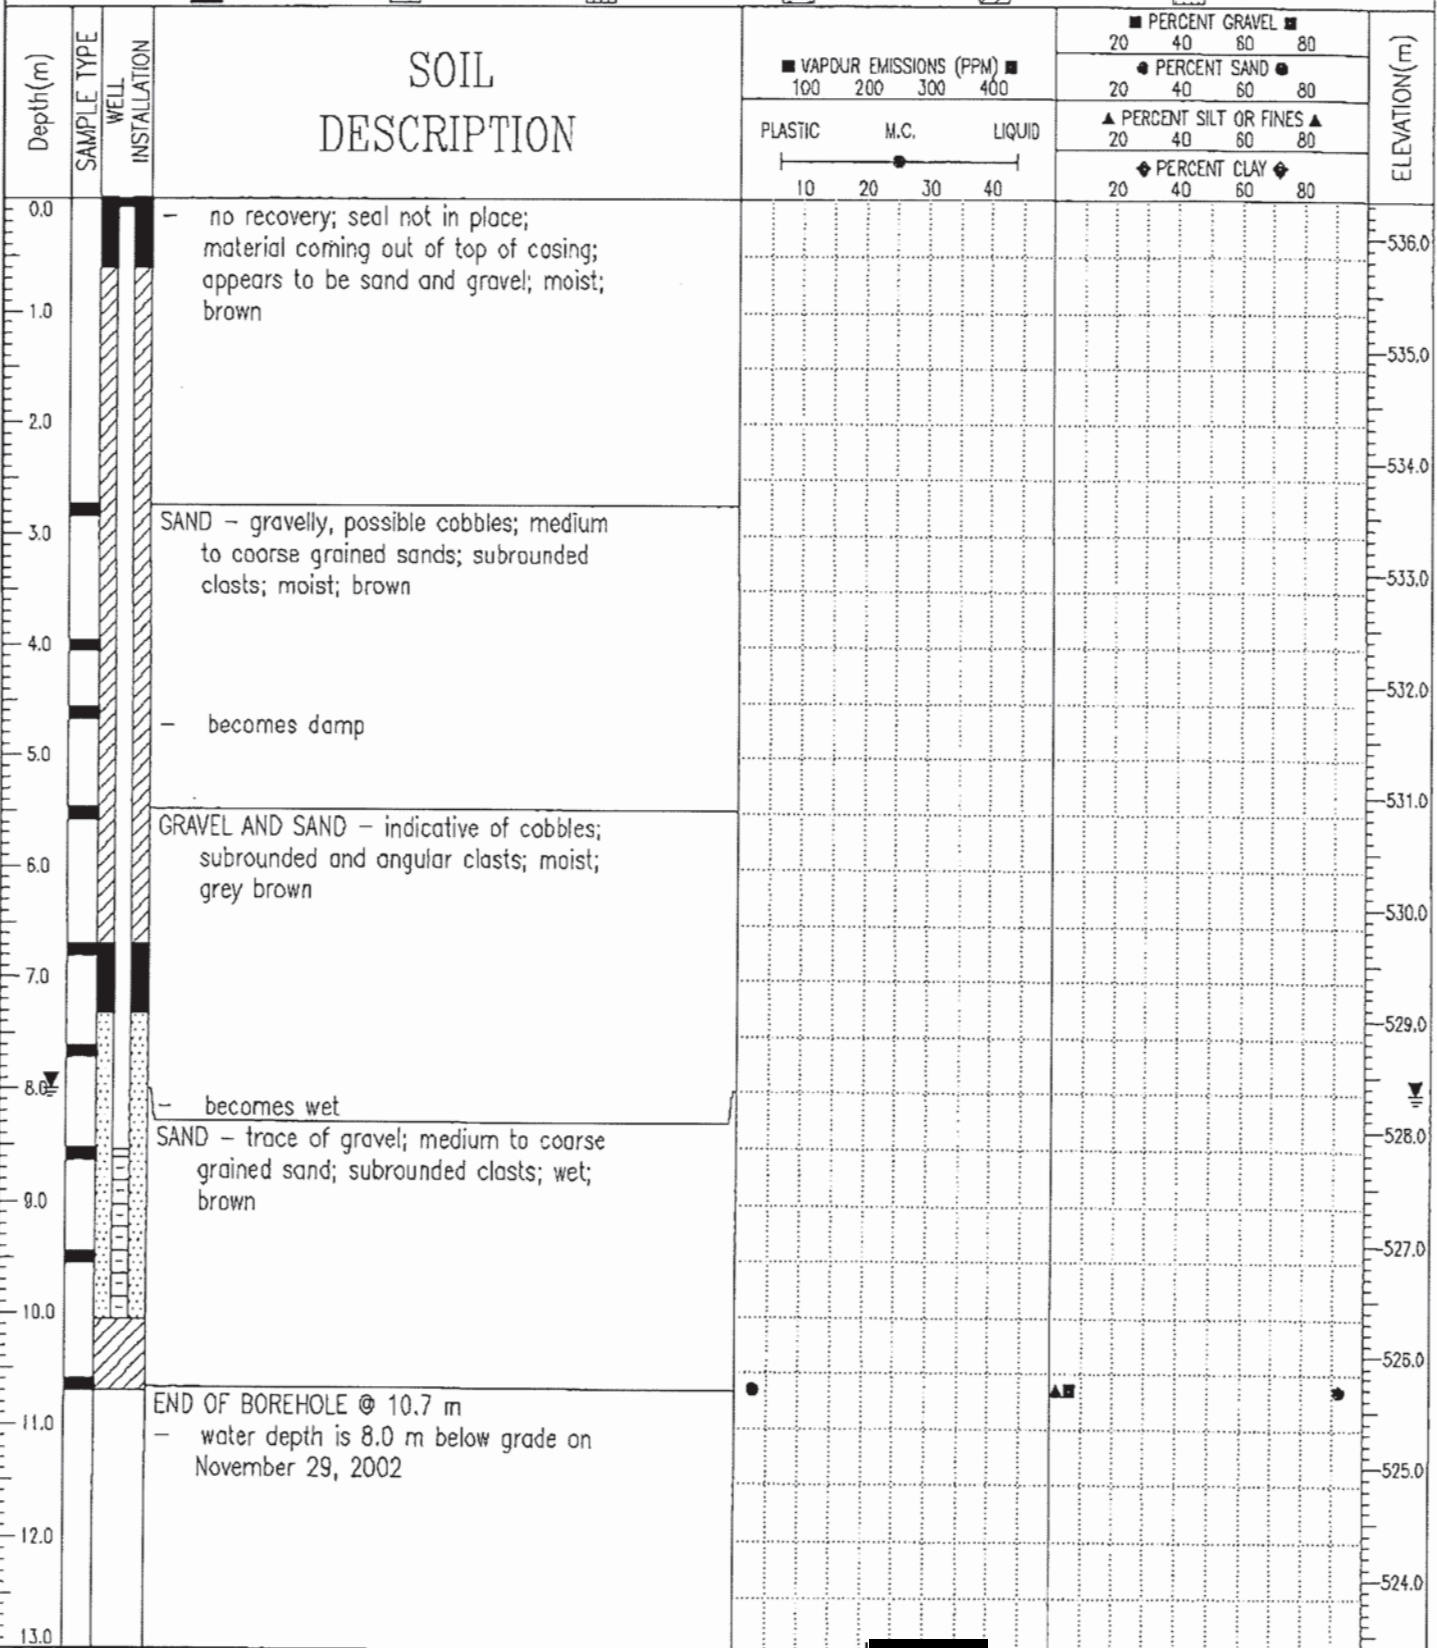 Depth(m)
SAMPLE TYPE
WELL
INSTALLATION
SOIL
DESCRIPTION
■ VAPOUR EMISSIONS (PPM) ■
100 200 300 400
PLASTIC M.C. LIQUID
10 20 30 40
■ PERCENT GRAVEL ■
20 40 60 80
● PERCENT SAND ●
20 40 60 80
▲ PERCENT SILT OR FINES ▲
20 40 60 80
◆ PERCENT CLAY ◆
20 40 60 80
ELEVATION(m)
0.0
1.0
2.0
3.0
4.0
5.0
6.0
7.0
8.0
9.0
10.0
11.0
12.0
13.0
– no recovery; seal not in place;
material coming out of top of casing;
appears to be sand and gravel; moist;
brown
SAND – gravelly, possible cobbles; medium
to coarse grained sands; subrounded
clasts; moist; brown
– becomes damp
GRAVEL AND SAND – indicative of cobbles;
subrounded and angular clasts; moist;
grey brown
– becomes wet
SAND – trace of gravel; medium to coarse
grained sand; subrounded clasts; wet;
brown
END OF BOREHOLE @ 10.7 m
– water depth is 8.0 m below grade on
November 29, 2002
536.0
535.0
534.0
533.0
532.0
531.0
530.0
529.0
528.0
527.0
526.0
525.0
524.0